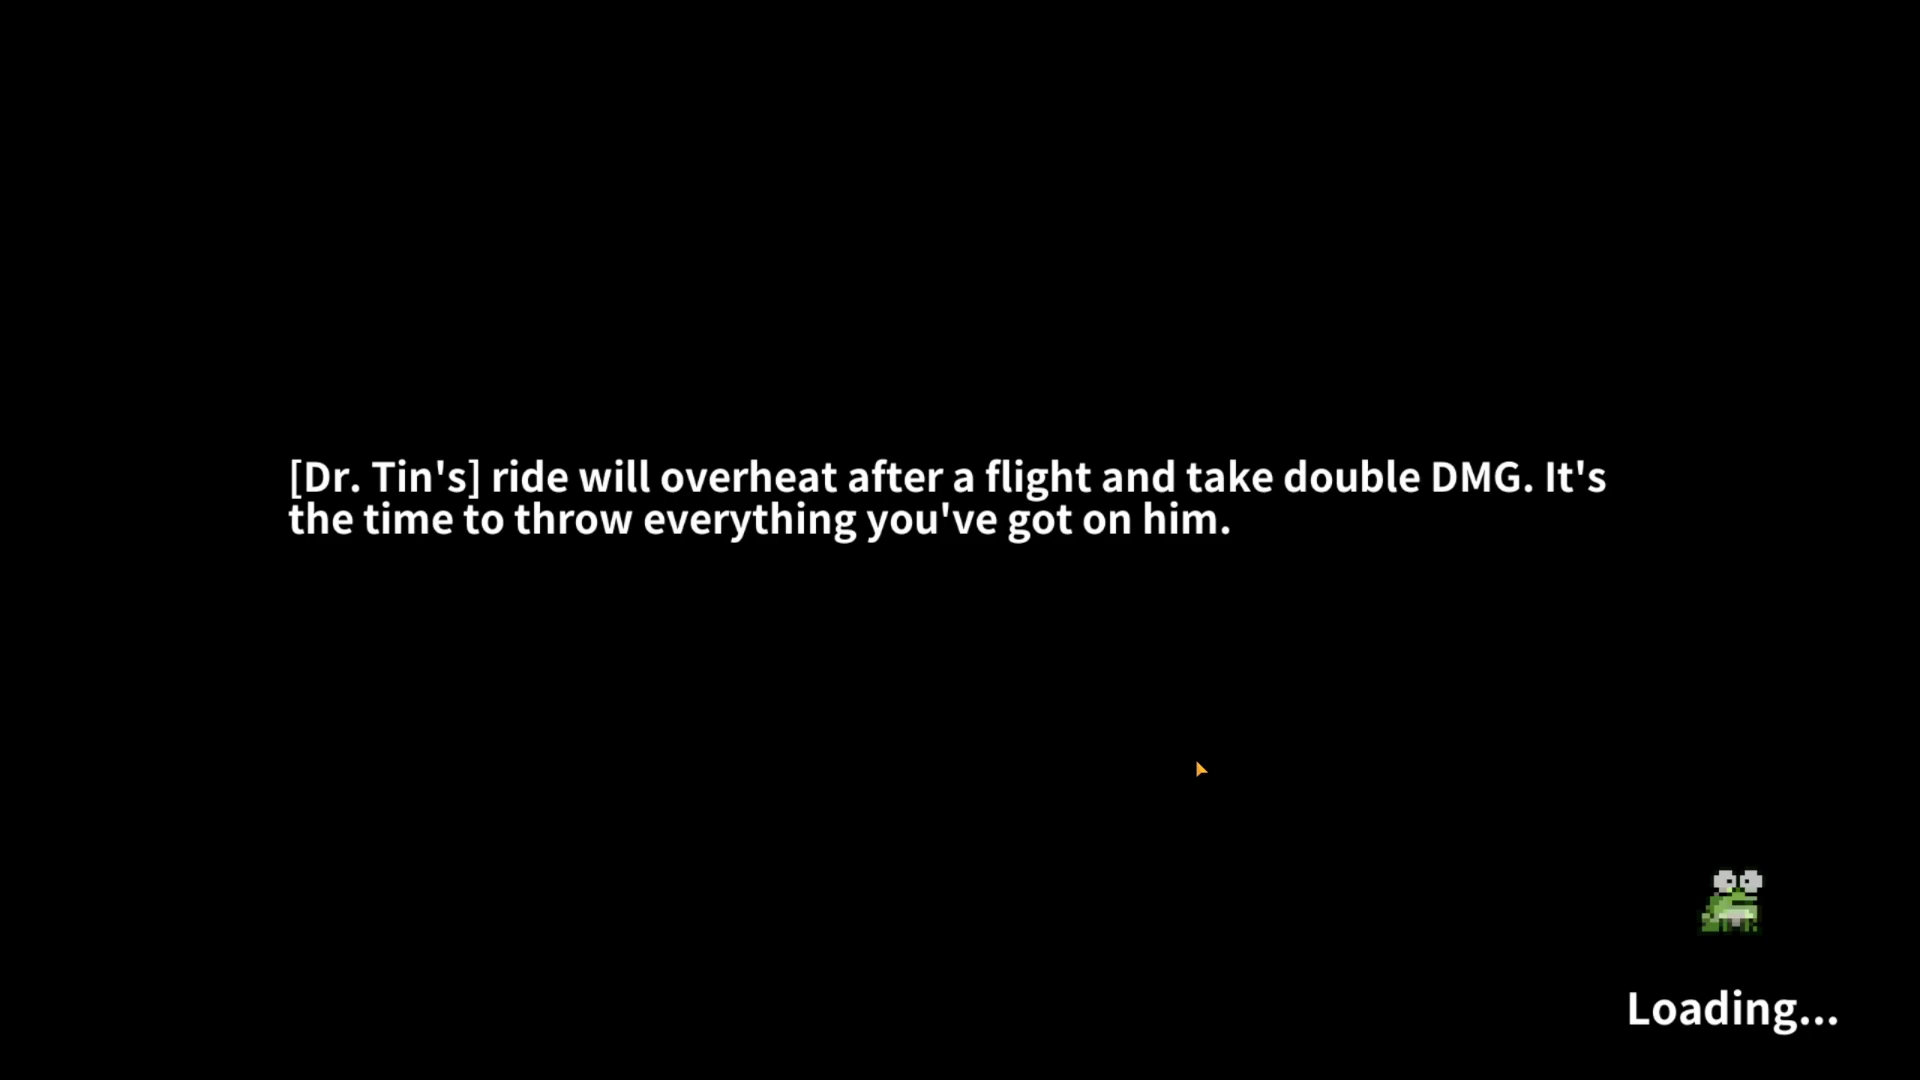 [Dr. Tin's] ride will overheat after a flight and take double DMG. It's
the time to throw everything you've got on him.
Loading...